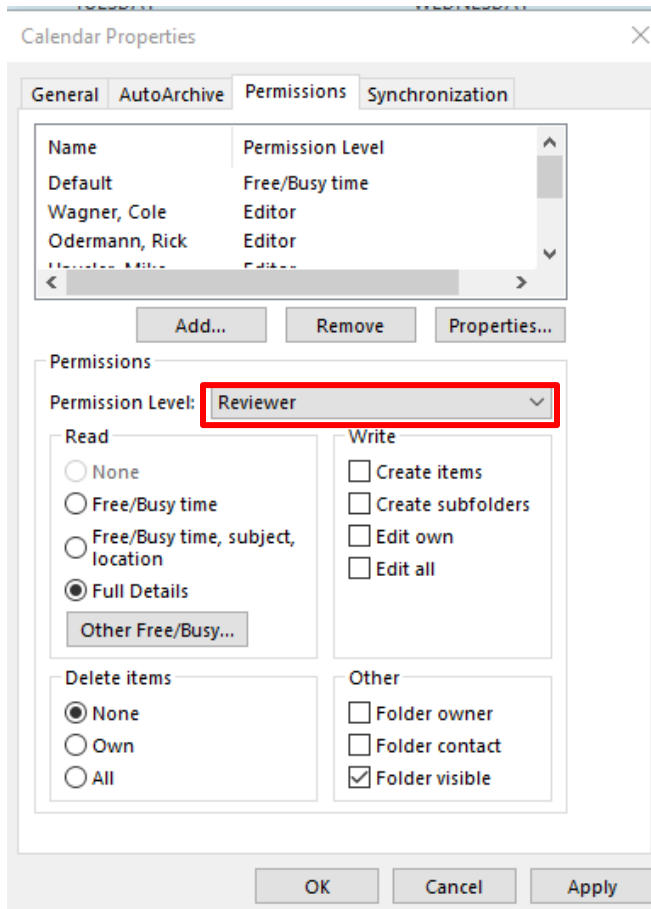 TUESDAY WEDNESDAY
Calendar Properties
General AutoArchive Permissions Synchronization
Name Permission Level
Default Free/Busy time
Wagner, Cole Editor
Odermann, Rick Editor
Add... Remove Properties...
Permissions
Permission Level: Reviewer
Read Write
None Create items
Free/Busy time Create subfolders
Free/Busy time, subject, Edit own
location
Full Details Edit all
Other Free/Busy...
Delete items Other
None Folder owner
Own Folder contact
All Folder visible
OK Cancel Apply